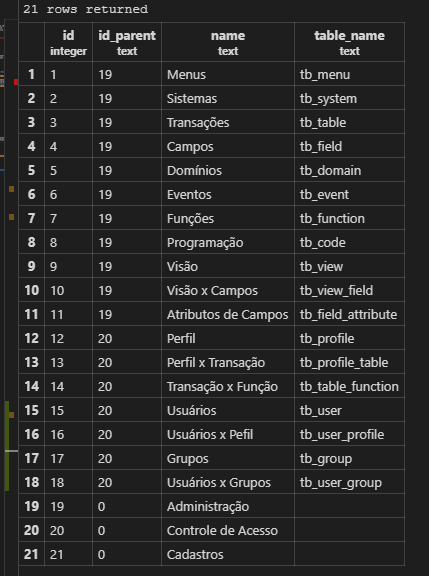 21 rows returned
id id_parent name table_name
integer text text text
1 1 19 Menus tb_menu
2 2 19 Sistemas tb_system
3 3 19 Transações tb_table
4 4 19 Campos tb_field
5 5 19 Domínios tb_domain
6 6 19 Eventos tb_event
7 7 19 Funções tb_function
8 8 19 Programação tb_code
9 9 19 Visão tb_view
10 10 19 Visão x Campos tb_view_field
11 11 19 Atributos de Campos tb_field_attribute
12 12 20 Perfil tb_profile
13 13 20 Perfil x Transação tb_profile_table
14 14 20 Transação x Função tb_table_function
15 15 20 Usuários tb_user
16 16 20 Usuários x Pefil tb_user_profile
17 17 20 Grupos tb_group
18 18 20 Usuários x Grupos tb_user_group
19 19 0 Administração
20 20 0 Controle de Acesso
21 21 0 Cadastros